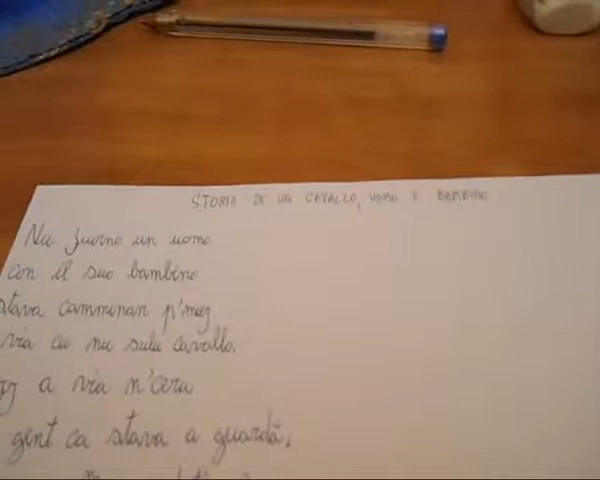 STORIA DI UN CAVALLO, UOMO E BAMBINO
Nu juorno un uomo
con il suo bambino
stava camminan p'mez
via cu nu sulu cavallo.
a via n'cera
gent ca stava a guardà,